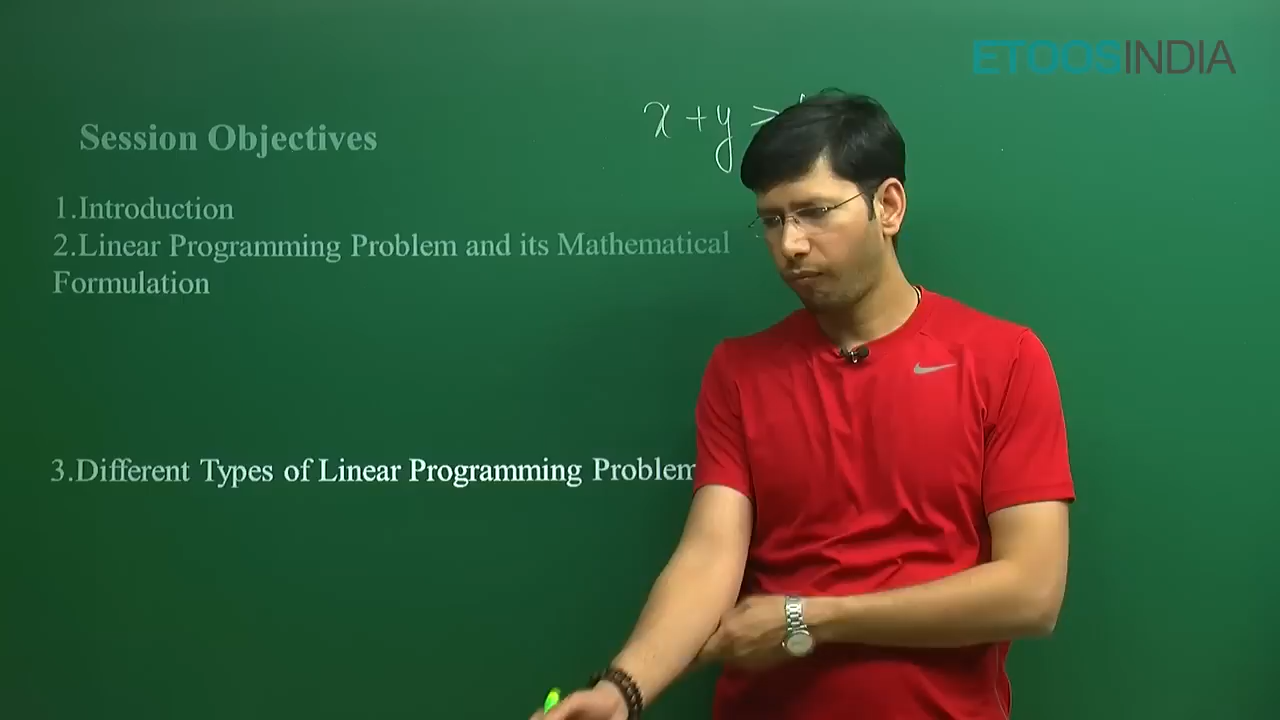 ETOOSINDIA
x + y >
Session Objectives
1.Introduction
2.Linear Programming Problem and its Mathematical
Formulation
3.Different Types of Linear Programming Problem